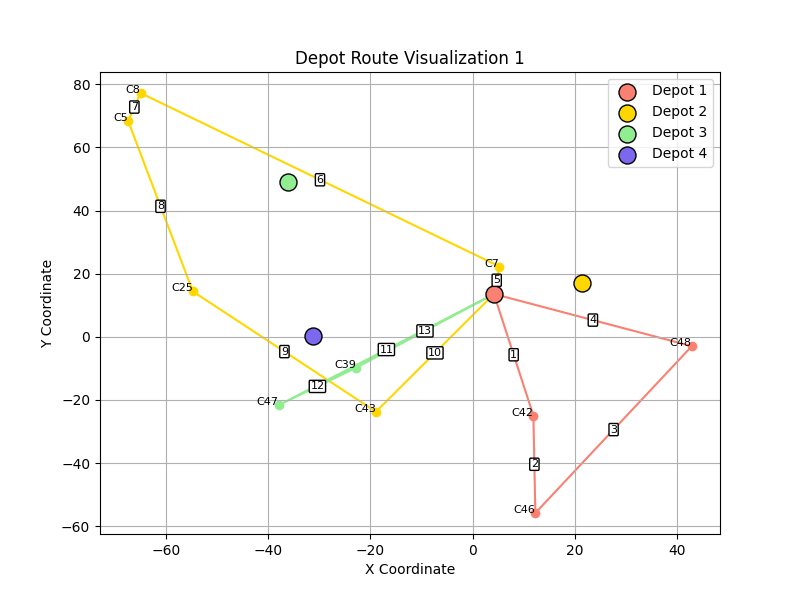 Depot Route Visualization 1
Depot 1
Depot 2
Depot 3
Depot 4
Y Coordinate
80
60
40
20
0
−20
−40
−60
C8
7
C5
6
8
C7
5
C25
4
13
C48
11
9
10
1
C39
12
C47
C43
C42
3
2
C46
−60
−40
−20
0
20
40
X Coordinate